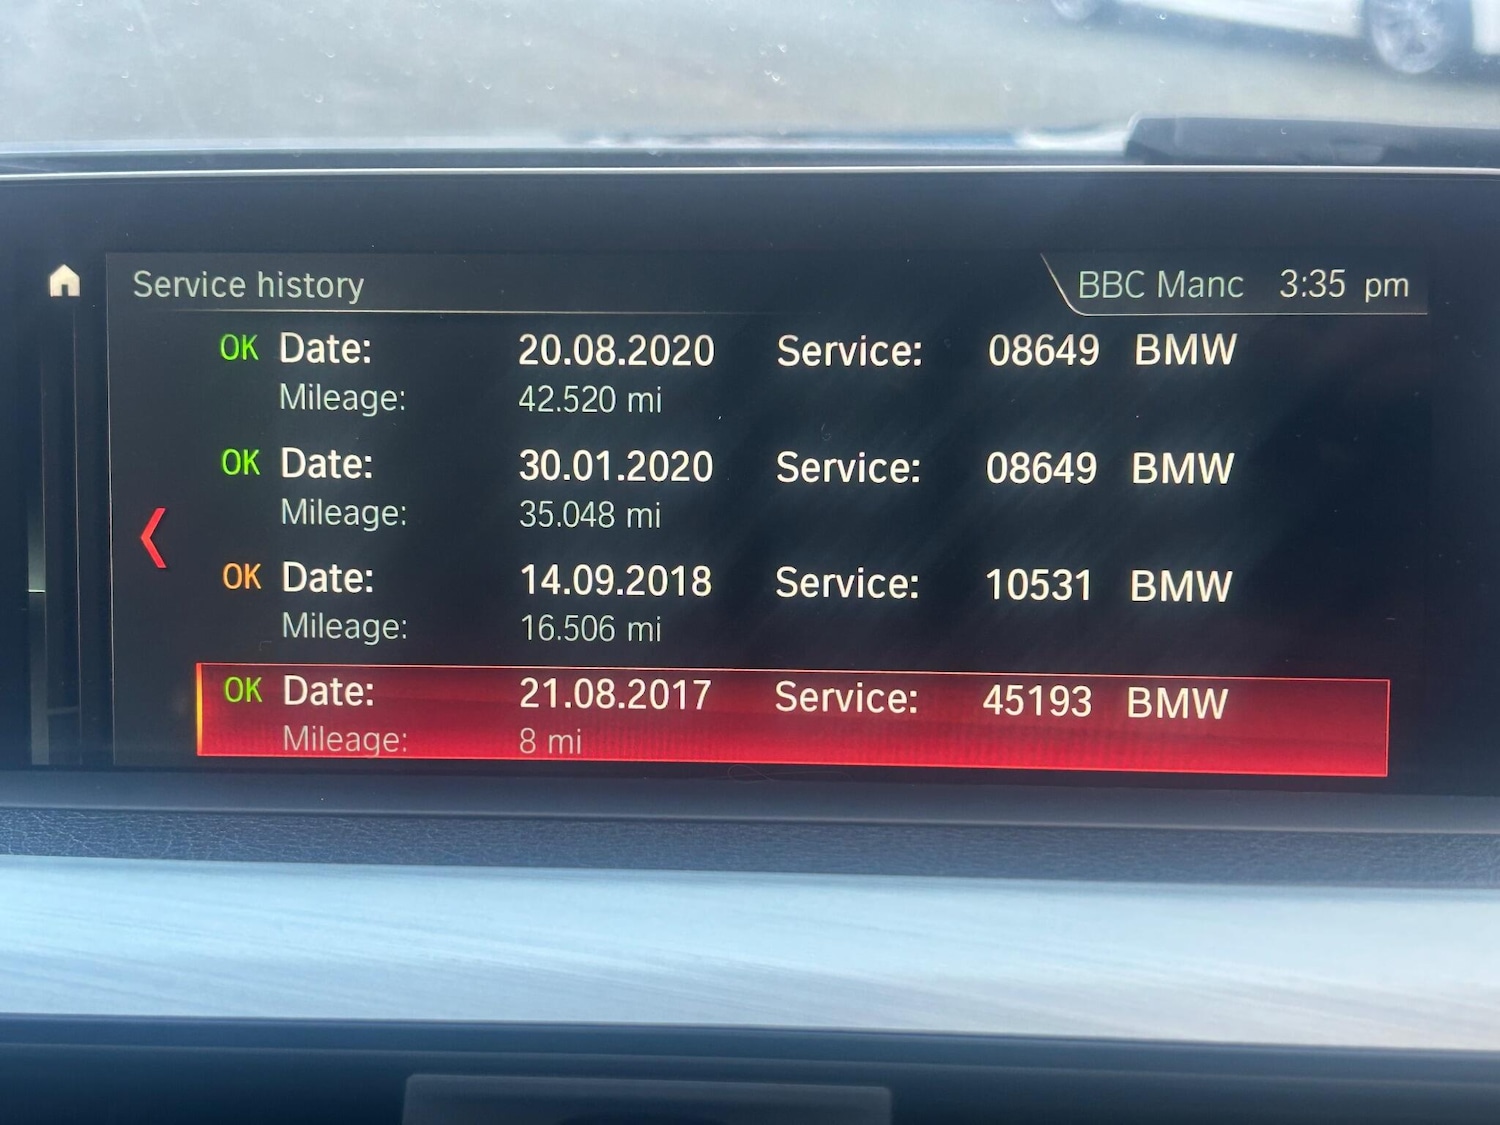 Service history BBC Manc 3:35 pm
OK Date: 20.08.2020 Service: 08649 BMW
Mileage: 42.520 mi
OK Date: 30.01.2020 Service: 08649 BMW
Mileage: 35.048 mi
OK Date: 14.09.2018 Service: 10531 BMW
Mileage: 16.506 mi
OK Date: 21.08.2017 Service: 45193 BMW
Mileage: 8 mi